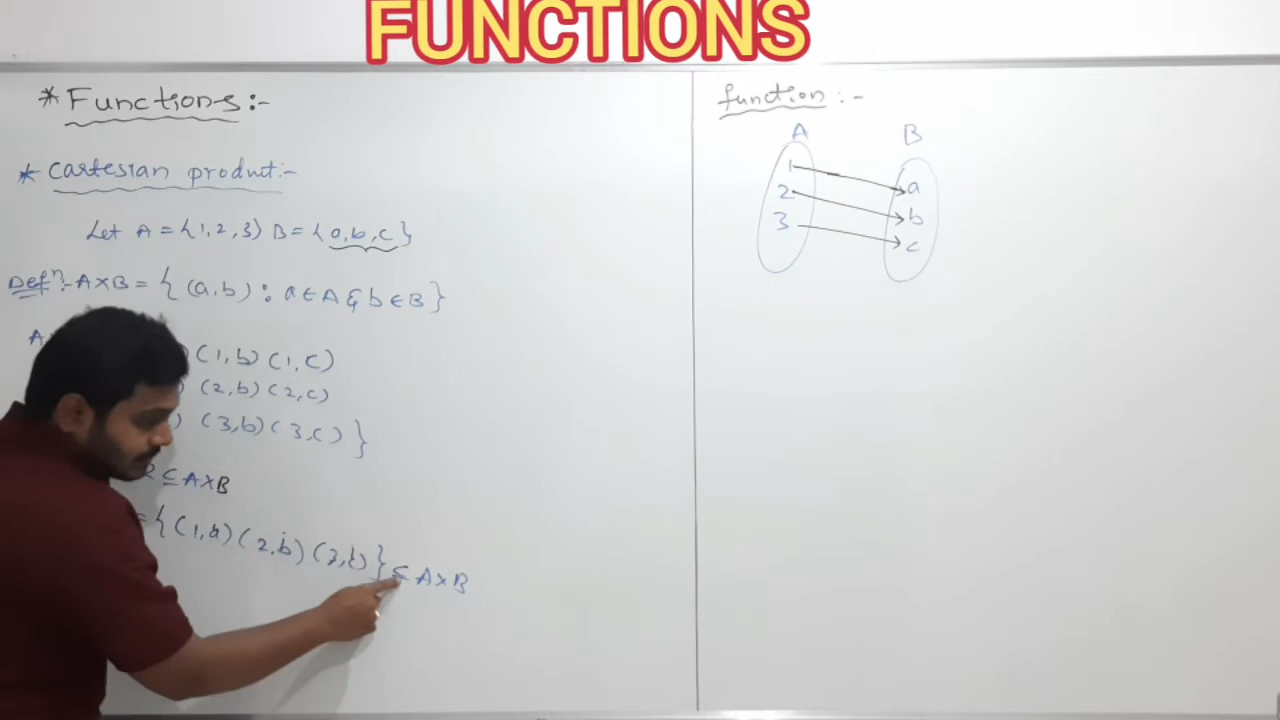 FUNCTIONS
* Functions:-
* Cartesian product:-
Let A = {1,2,3} B = {a,b,c}
Defⁿ:- A×B = { (a,b) : a ∈ A & b ∈ B }
A
(1,b) (1,c)
(2,b) (2,c)
) (3,b) (3,c) }
R ⊆ A×B
= { (1,a) (2,b) (3, } ⊆ A×B
function :-
A B
1 a
2 b
3 c